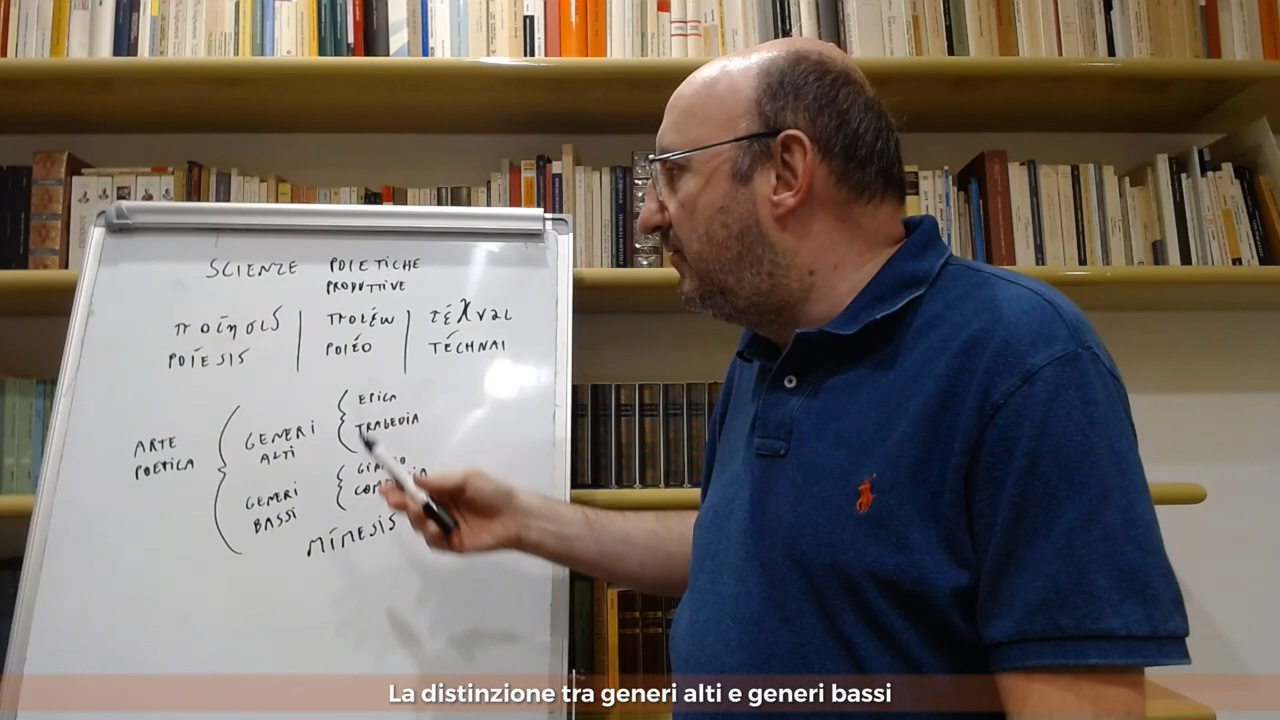 SCIENZE POIETICHE
PRODUTTIVE
ποίησις | ποιέω | τέχναι
POÍESIS | POIÉO | TÉCHNAI
ARTE
POETICA
GENERI
ALTI
EPICA
TRAGEDIA
GENERI
BASSI
MÍMESIS
La distinzione tra generi alti e generi bassi